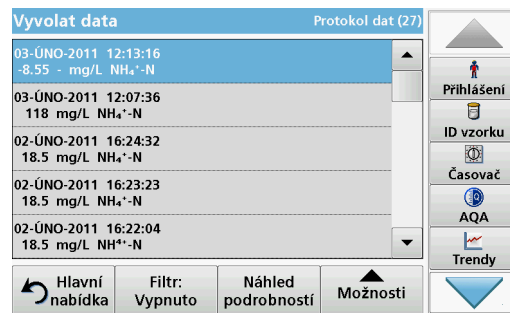 Vyvolat data
Protokol dat (27)
03-ÚNO-2011 12:13:16
-8.55 - mg/L NH₄⁺-N
03-ÚNO-2011 12:07:36
118 mg/L NH₄⁺-N
02-ÚNO-2011 16:24:32
18.5 mg/L NH₄⁺-N
02-ÚNO-2011 16:23:23
18.5 mg/L NH₄⁺-N
02-ÚNO-2011 16:22:04
18.5 mg/L NH⁴⁺-N
Hlavní
nabídka
Filtr:
Vypnuto
Náhled
podrobností
Možnosti
Přihlášení
ID vzorku
Časovač
AQA
Trendy